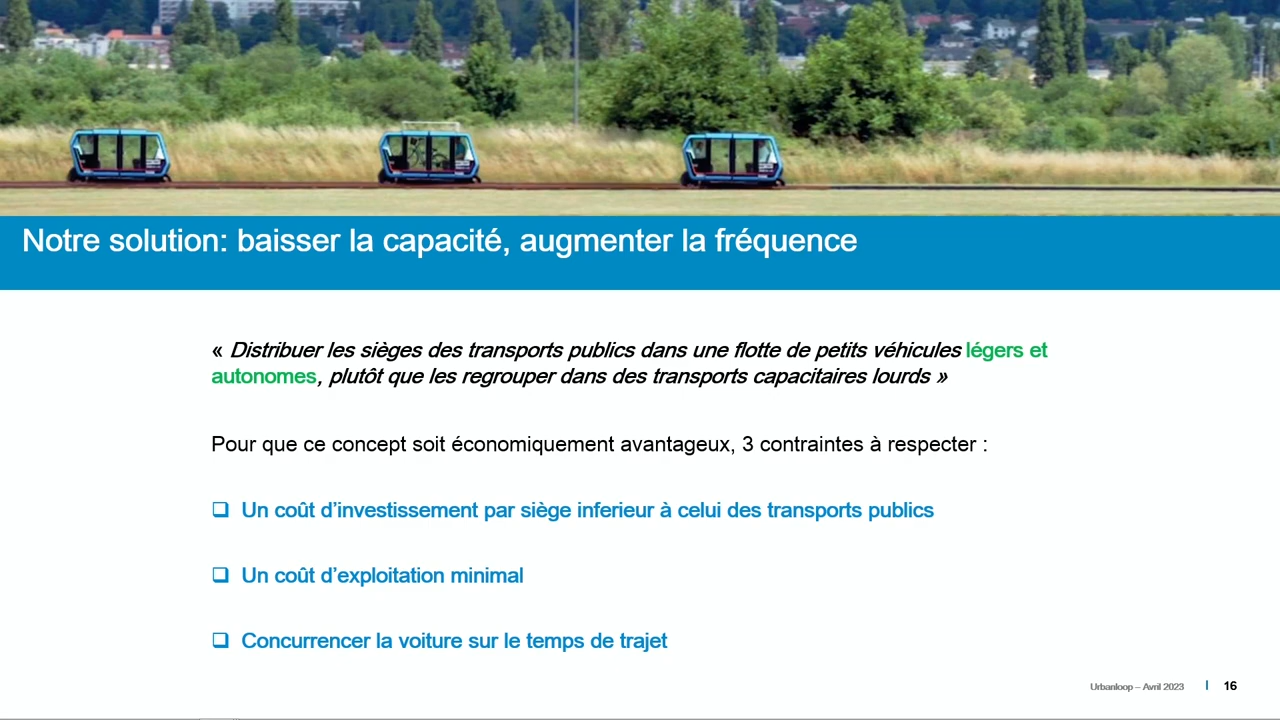 Notre solution: baisser la capacité, augmenter la fréquence
« Distribuer les sièges des transports publics dans une flotte de petits véhicules légers et
autonomes, plutôt que les regrouper dans des transports capacitaires lourds »
Pour que ce concept soit économiquement avantageux, 3 contraintes à respecter :
❑ Un coût d’investissement par siège inferieur à celui des transports publics
❑ Un coût d’exploitation minimal
❑ Concurrencer la voiture sur le temps de trajet
Urbanloop – Avril 2023 | 16